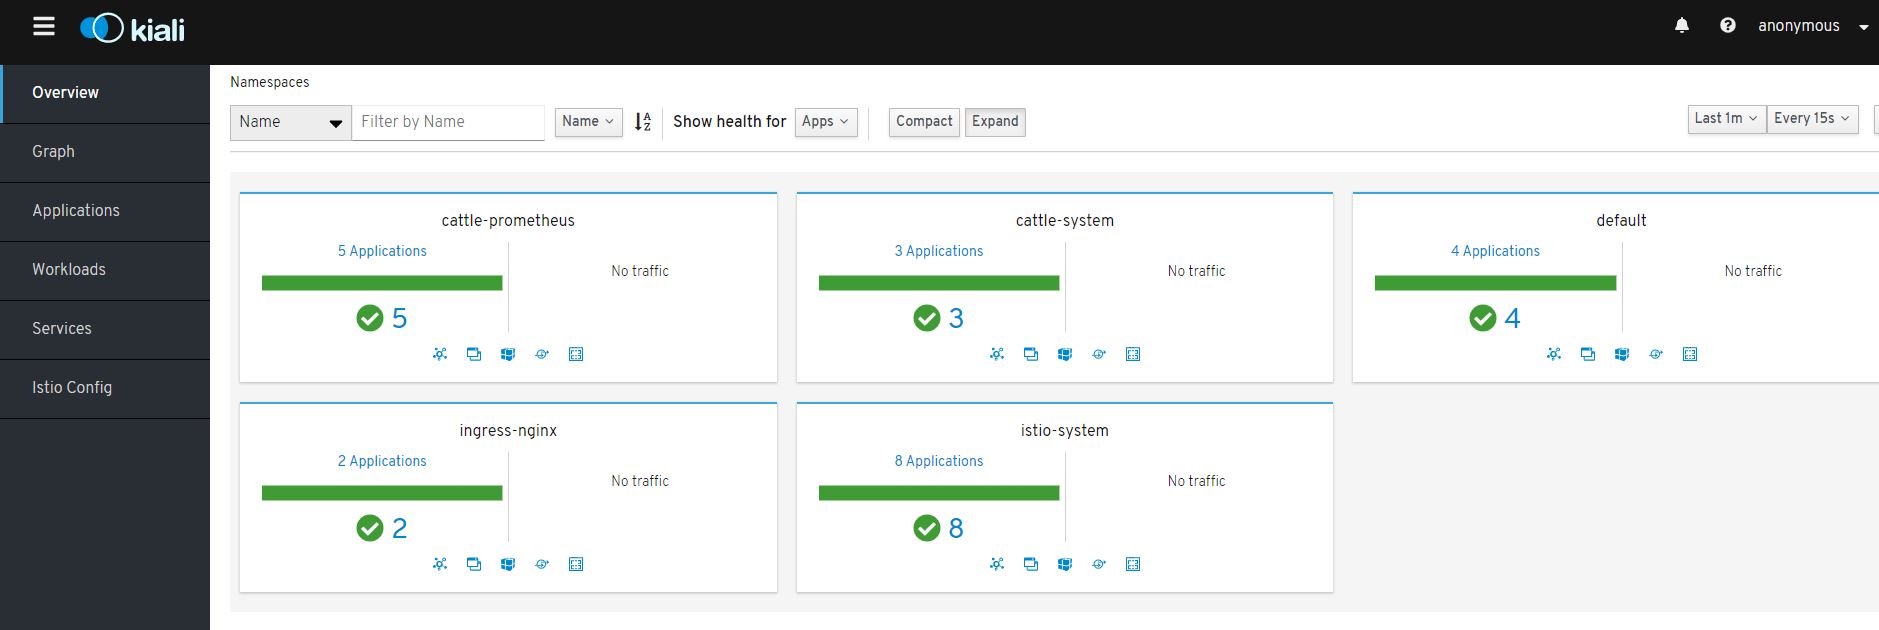 kiali
anonymous
Overview
Graph
Applications
Workloads
Services
Istio Config
Namespaces
Name Filter by Name Name Show health for Apps Compact Expand Last 1m Every 15s
cattle-prometheus
5 Applications
No traffic
5
cattle-system
3 Applications
No traffic
3
default
4 Applications
No traffic
4
ingress-nginx
2 Applications
No traffic
2
istio-system
8 Applications
No traffic
8